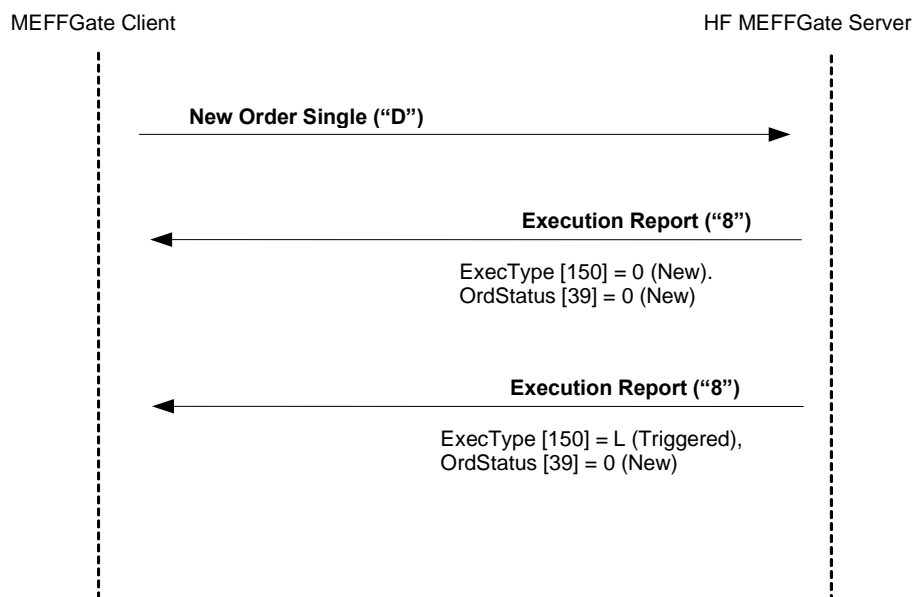 MEFFGate Client
HF MEFFGate Server
New Order Single (“D”)
Execution Report (“8”)
ExecType [150] = 0 (New).
OrdStatus [39] = 0 (New)
Execution Report (“8”)
ExecType [150] = L (Triggered),
OrdStatus [39] = 0 (New)